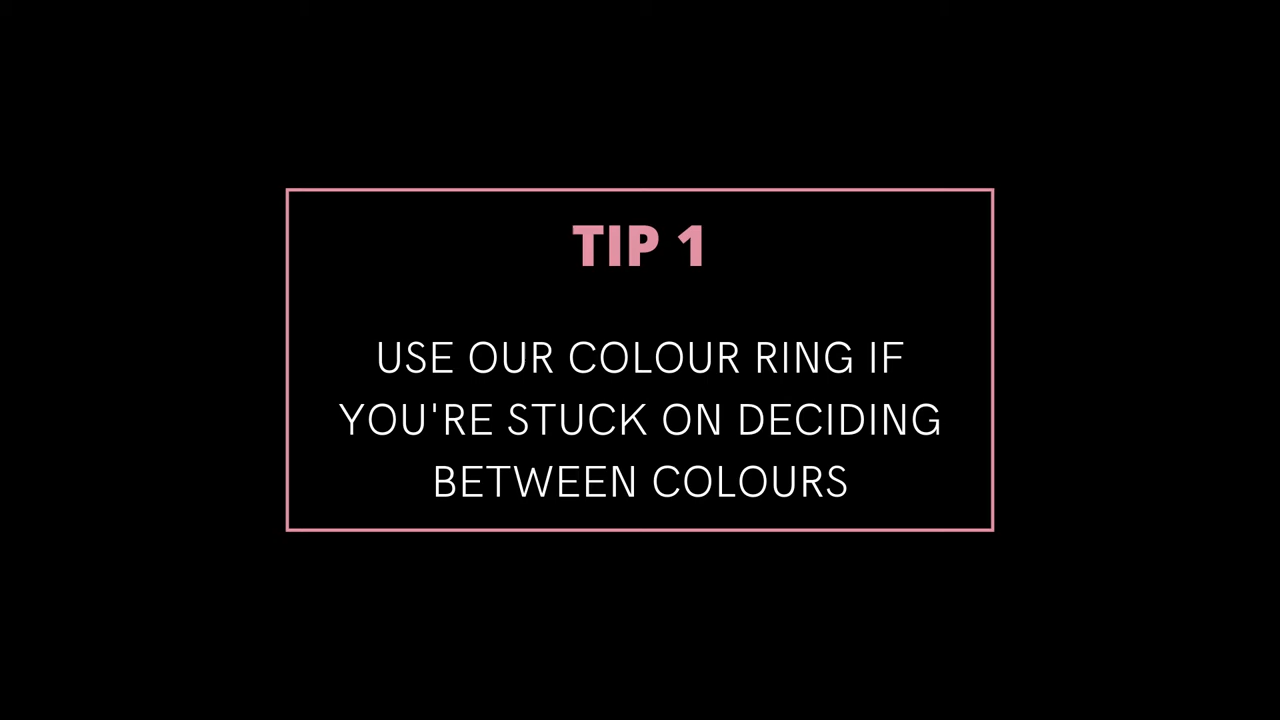 TIP 1
USE OUR COLOUR RING IF
YOU'RE STUCK ON DECIDING
BETWEEN COLOURS